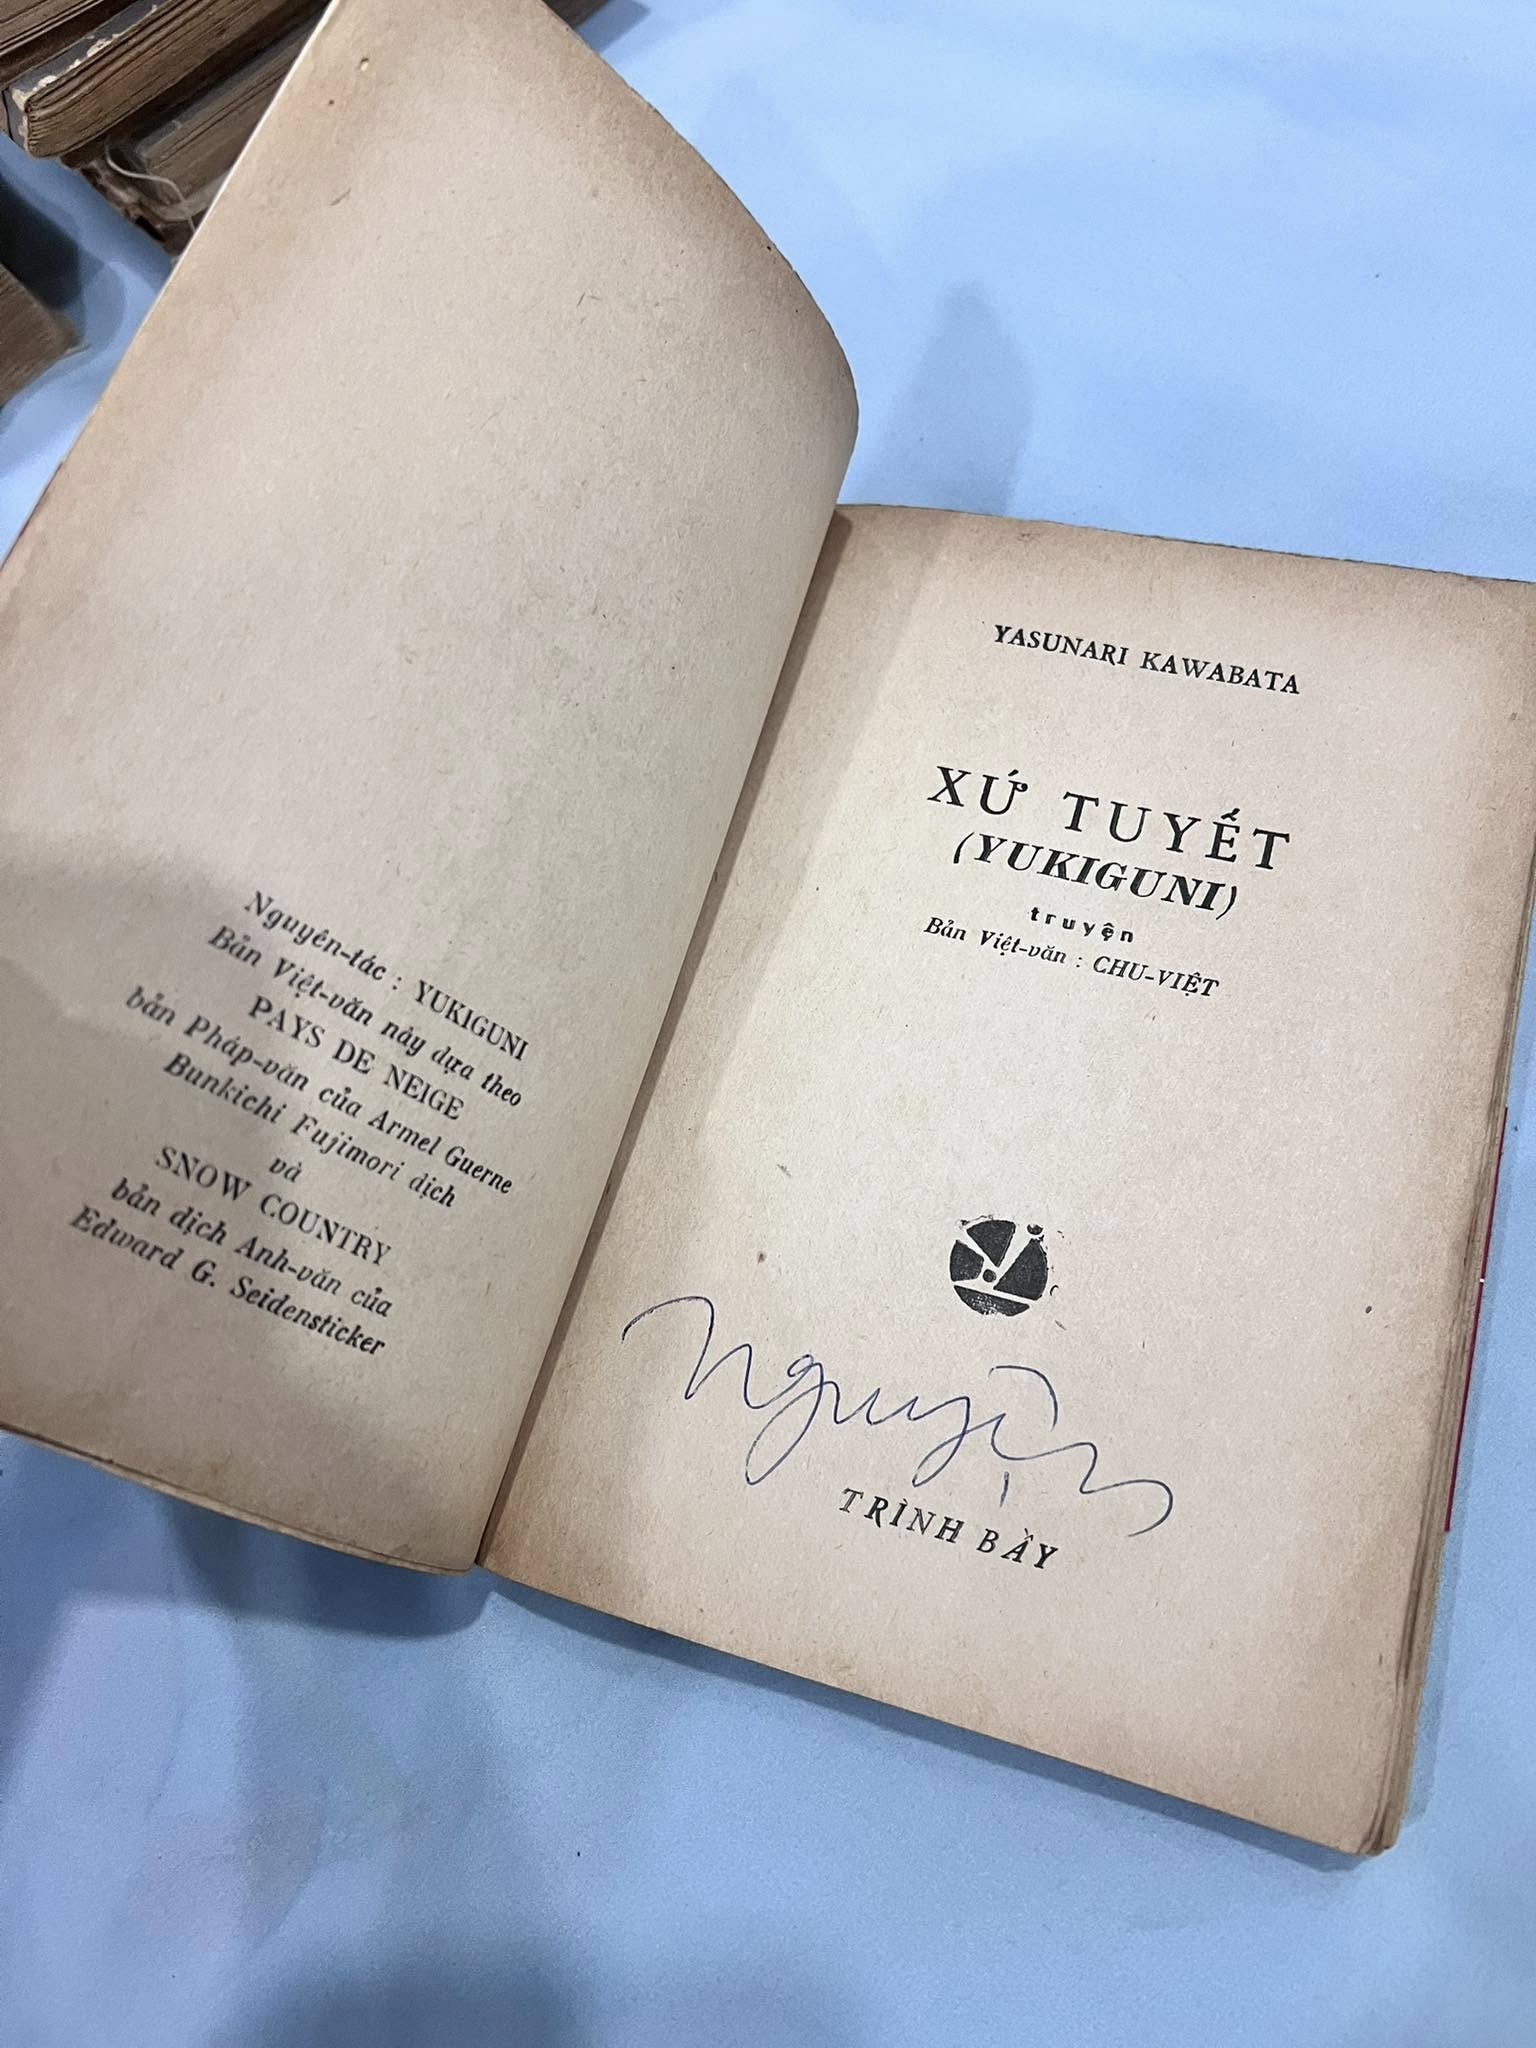 Nguyên-tác : YUKIGUNI
Bản Việt-văn này dựa theo
PAYS DE NEIGE
bản Pháp-văn của Armel Guerne
Bunkichi Fujimori dịch
và
SNOW COUNTRY
bản dịch Anh-văn của
Edward G. Seidensticker
YASUNARI KAWABATA
XỨ TUYẾT
(YUKIGUNI)
truyện
Bản Việt-văn : CHU-VIỆT
Nguyện
TRÌNH BẦY